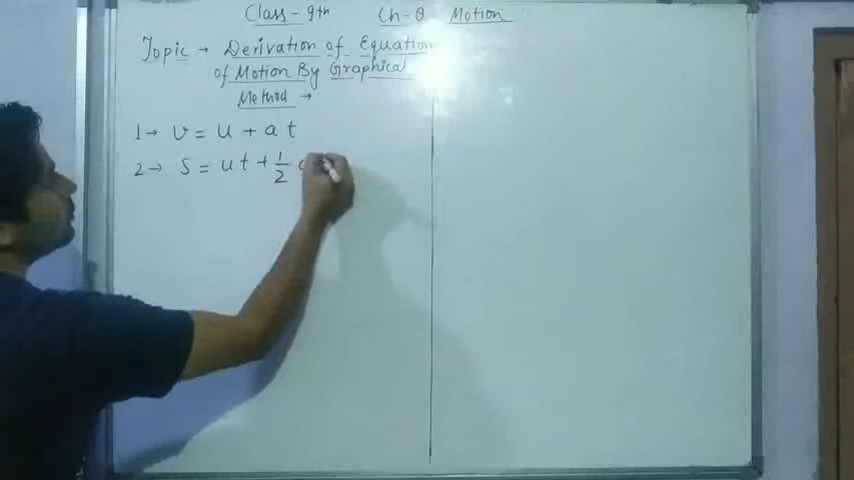 Class-9th Ch-8 Motion
Topic → Derivation of Equation
of Motion By Graphical
Method →
1→ v = u + a t
2→ S = ut + 1/2